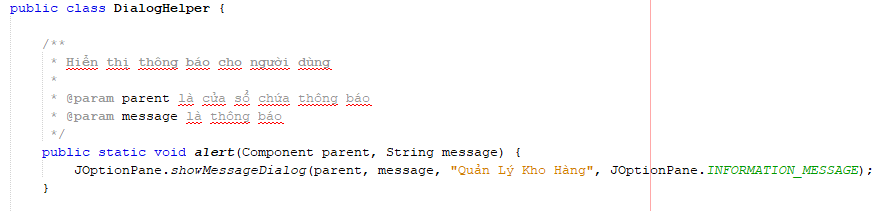 public class DialogHelper {
/**
* Hiển thị thông báo cho người dùng
*
* @param parent là cửa sổ chứa thông báo
* @param message là thông báo
*/
public static void alert(Component parent, String message) {
JOptionPane.showMessageDialog(parent, message, "Quản Lý Kho Hàng", JOptionPane.INFORMATION_MESSAGE);
}